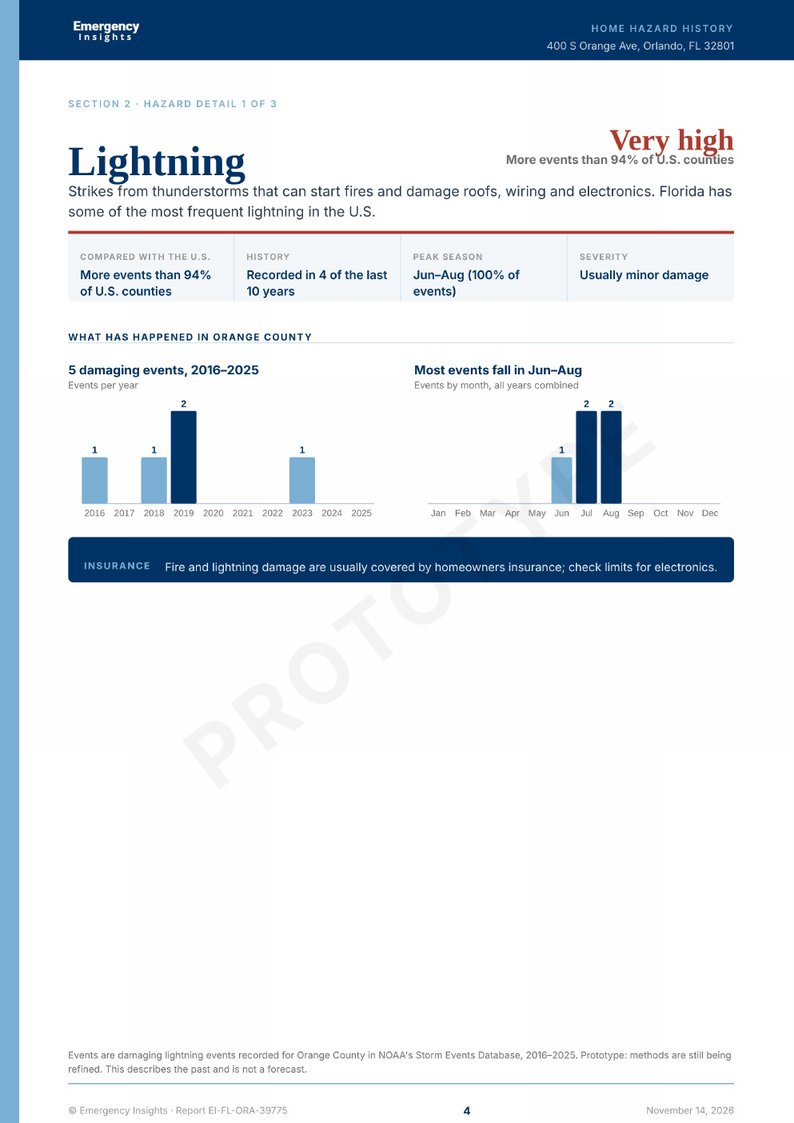 Emergency
Insights
HOME HAZARD HISTORY
400 S Orange Ave, Orlando, FL 32801
SECTION 2 · HAZARD DETAIL 1 OF 3
Lightning
Very high
More events than 94% of U.S. counties
Strikes from thunderstorms that can start fires and damage roofs, wiring and electronics. Florida has
some of the most frequent lightning in the U.S.
COMPARED WITH THE U.S.
More events than 94%
of U.S. counties
HISTORY
Recorded in 4 of the last
10 years
PEAK SEASON
Jun–Aug (100% of
events)
SEVERITY
Usually minor damage
WHAT HAS HAPPENED IN ORANGE COUNTY
5 damaging events, 2016–2025
Events per year
1 1 2 1
2016 2017 2018 2019 2020 2021 2022 2023 2024 2025
Most events fall in Jun–Aug
Events by month, all years combined
1 2 2
Jan Feb Mar Apr May Jun Jul Aug Sep Oct Nov Dec
INSURANCE Fire and lightning damage are usually covered by homeowners insurance; check limits for electronics.
PROTOTYPE
Events are damaging lightning events recorded for Orange County in NOAA's Storm Events Database, 2016–2025. Prototype: methods are still being
refined. This describes the past and is not a forecast.
© Emergency Insights · Report EI-FL-ORA-39775
4
November 14, 2026